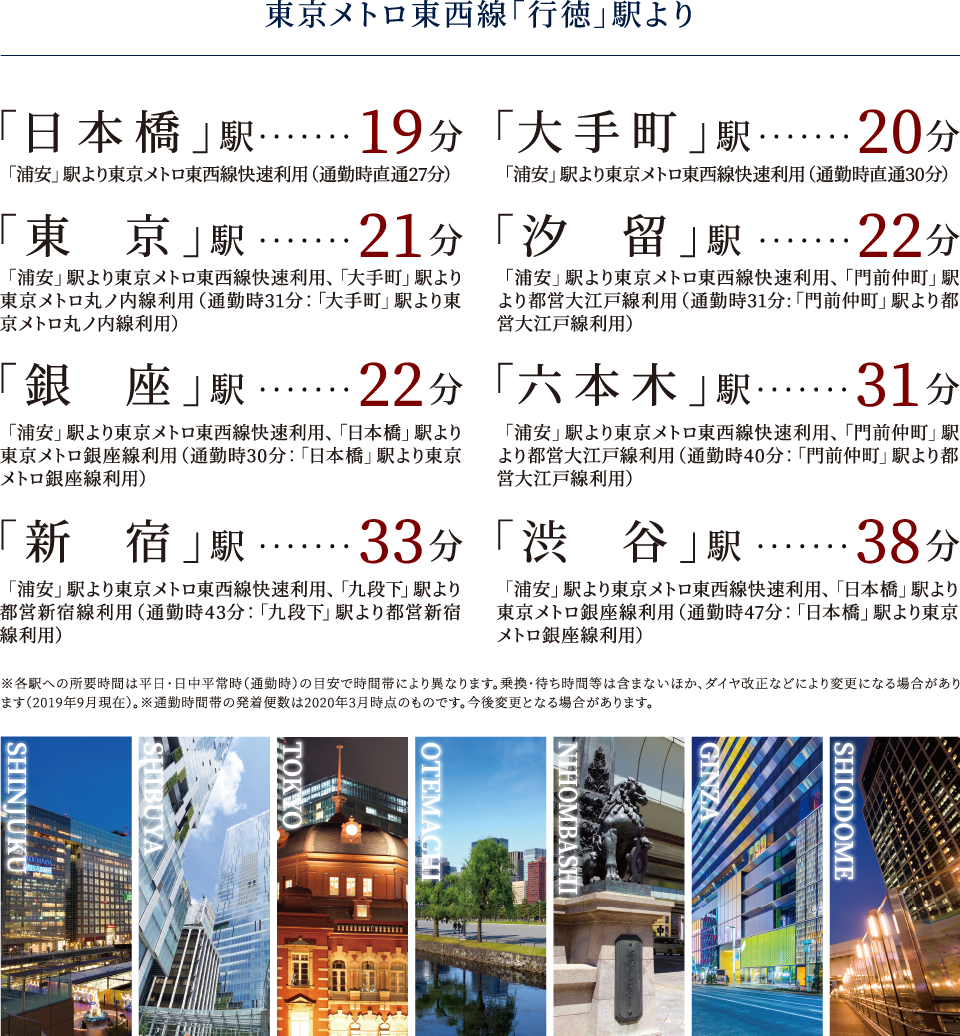 東京メトロ東西線「行徳」駅より
「日本橋」駅・・・・・・・19分
「浦安」駅より東京メトロ東西線快速利用（通勤時直通27分）
「大手町」駅・・・・・・・20分
「浦安」駅より東京メトロ東西線快速利用（通勤時直通30分）
「東　京」駅・・・・・・・21分
「浦安」駅より東京メトロ東西線快速利用、「大手町」駅より
東京メトロ丸ノ内線利用（通勤時31分：「大手町」駅より東
京メトロ丸ノ内線利用）
「汐　留」駅・・・・・・・22分
「浦安」駅より東京メトロ東西線快速利用、「門前仲町」駅
より都営大江戸線利用（通勤時31分：「門前仲町」駅より都
営大江戸線利用）
「銀　座」駅・・・・・・・22分
「浦安」駅より東京メトロ東西線快速利用、「日本橋」駅より
東京メトロ銀座線利用（通勤時30分：「日本橋」駅より東京
メトロ銀座線利用）
「六本木」駅・・・・・・・31分
「浦安」駅より東京メトロ東西線快速利用、「門前仲町」駅
より都営大江戸線利用（通勤時40分：「門前仲町」駅より都
営大江戸線利用）
「新　宿」駅・・・・・・・33分
「浦安」駅より東京メトロ東西線快速利用、「九段下」駅より
都営新宿線利用（通勤時43分：「九段下」駅より都営新宿
線利用）
「渋　谷」駅・・・・・・・38分
「浦安」駅より東京メトロ東西線快速利用、「日本橋」駅より
東京メトロ銀座線利用（通勤時47分：「日本橋」駅より東京
メトロ銀座線利用）
※各駅への所要時間は平日・日中平常時（通勤時）の目安で時間帯により異なります。乗換・待ち時間等は含まないほか、ダイヤ改正などにより変更になる場合があり
ます（2019年9月現在）。※通勤時間帯の発着便数は2020年3月時点のものです。今後変更となる場合があります。
SHINJUKU
SHIBUYA
TOKYO
OTEMACHI
NIHOMBASHI
GINZA
SHIODOME